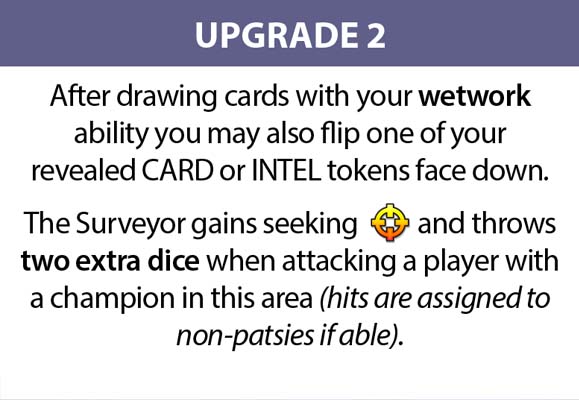 UPGRADE 2
After drawing cards with your wetwork
ability you may also flip one of your
revealed CARD or INTEL tokens face down.
The Surveyor gains seeking and throws
two extra dice when attacking a player with
a champion in this area (hits are assigned to
non-patsies if able).